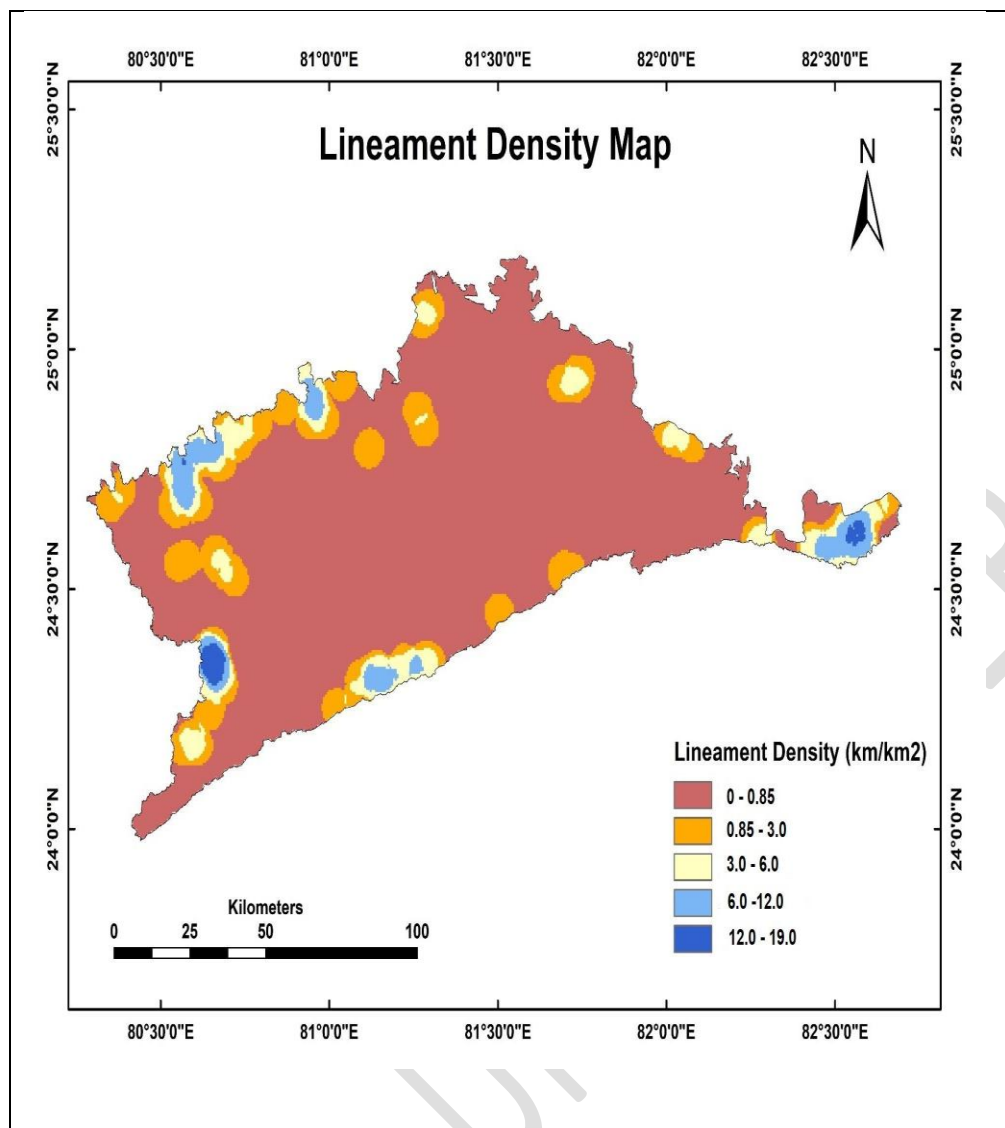 80°30'0"E 81°0'0"E 81°30'0"E 82°0'0"E 82°30'0"E
25°30'0"N 25°30'0"N
Lineament Density Map
N
25°0'0"N 25°0'0"N
24°30'0"N 24°30'0"N
Lineament Density (km/km2)
0 - 0.85
24°0'0"N 24°0'0"N
0.85 - 3.0
3.0 - 6.0
6.0 -12.0
12.0 - 19.0
Kilometers
0 25 50 100
80°30'0"E 81°0'0"E 81°30'0"E 82°0'0"E 82°30'0"E